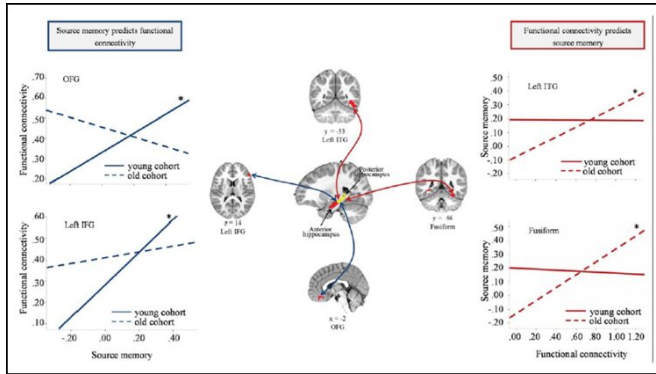 Source memory predicts functional
connectivity
Functional connectivity predicts
source memory
Functional connectivity
.70
.60
.50
.40
.30
.20
OFG
*
young cohort
old cohort
Functional connectivity
.60
.50
.40
.30
.20
.10
Left IFG
*
young cohort
old cohort
-.20
.00
.20
.40
Source memory
y = -53
Left ITG
z = 14
Left IFG
Posterior
hippocampus
Anterior
hippocampus
Fusiform
x = -2
OFG
Source memory
.50
.40
.30
.20
.10
.00
-.10
-.20
Left ITG
*
young cohort
old cohort
Source memory
.50
.40
.30
.20
.10
.00
-.10
-.20
Fusiform
*
young cohort
old cohort
.00
.20
.40
.60
.80
1.00
1.20
Functional connectivity